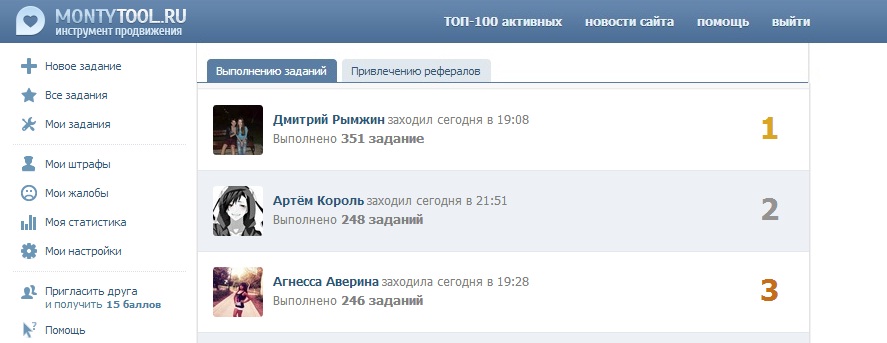 MONTYTOOL.RU
инструмент продвижения
ТОП-100 активных новости сайта помощь выйти
Новое задание
Все задания
Мои задания
Мои штрафы
Мои жалобы
Моя статистика
Мои настройки
Пригласить друга
и получить 15 баллов
Помощь
Выполнению заданий Привлечению рефералов
Дмитрий Рымжин заходил сегодня в 19:08
Выполнено 351 задание
1
Артём Король заходил сегодня в 21:51
Выполнено 248 заданий
2
Агнесса Аверина заходила сегодня в 19:28
Выполнено 246 заданий
3